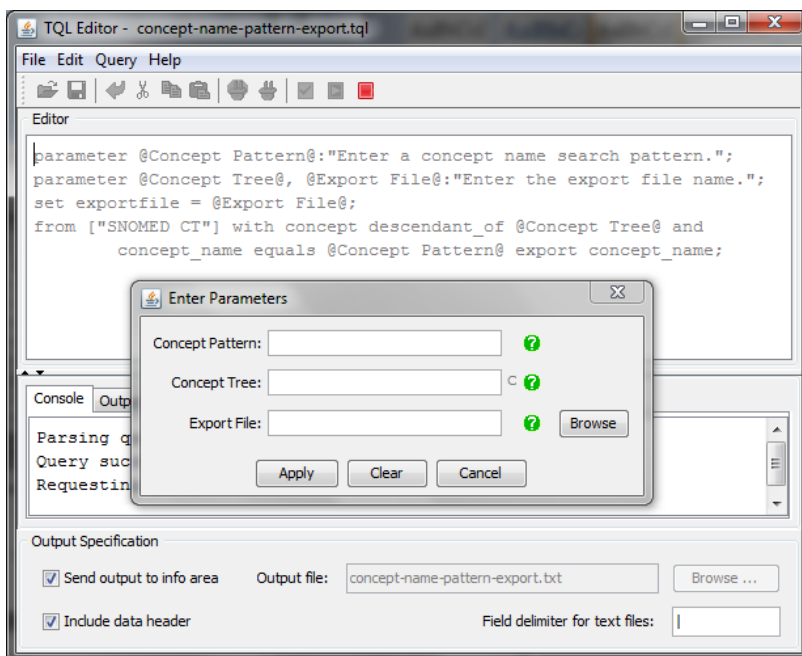 TQL Editor - concept-name-pattern-export.tql
File Edit Query Help
Editor
parameter @Concept Pattern@:"Enter a concept name search pattern.";
parameter @Concept Tree@, @Export File@:"Enter the export file name.";
set exportfile = @Export File@;
from ["SNOMED CT"] with concept descendant_of @Concept Tree@ and
concept_name equals @Concept Pattern@ export concept_name;
Enter Parameters
Concept Pattern: ?
Concept Tree: C ?
Export File: ? Browse
Apply Clear Cancel
Console Outp
Parsing q
Query suc
Requestin
Output Specification
Send output to info area Output file: concept-name-pattern-export.txt Browse ...
Include data header Field delimiter for text files: |